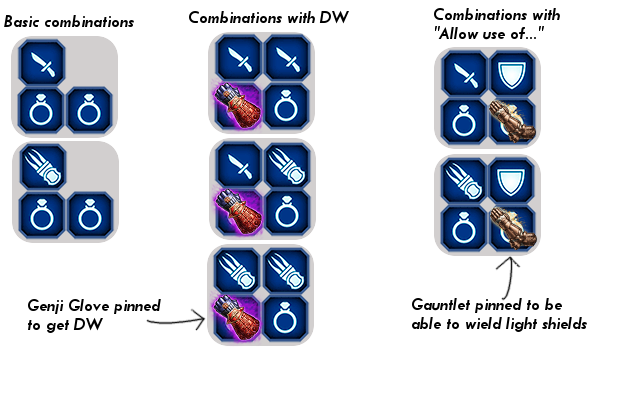 Basic combinations
Combinations with DW
Combinations with
"Allow use of..."
Genji Glove pinned
to get DW
Gauntlet pinned to be
able to wield light shields